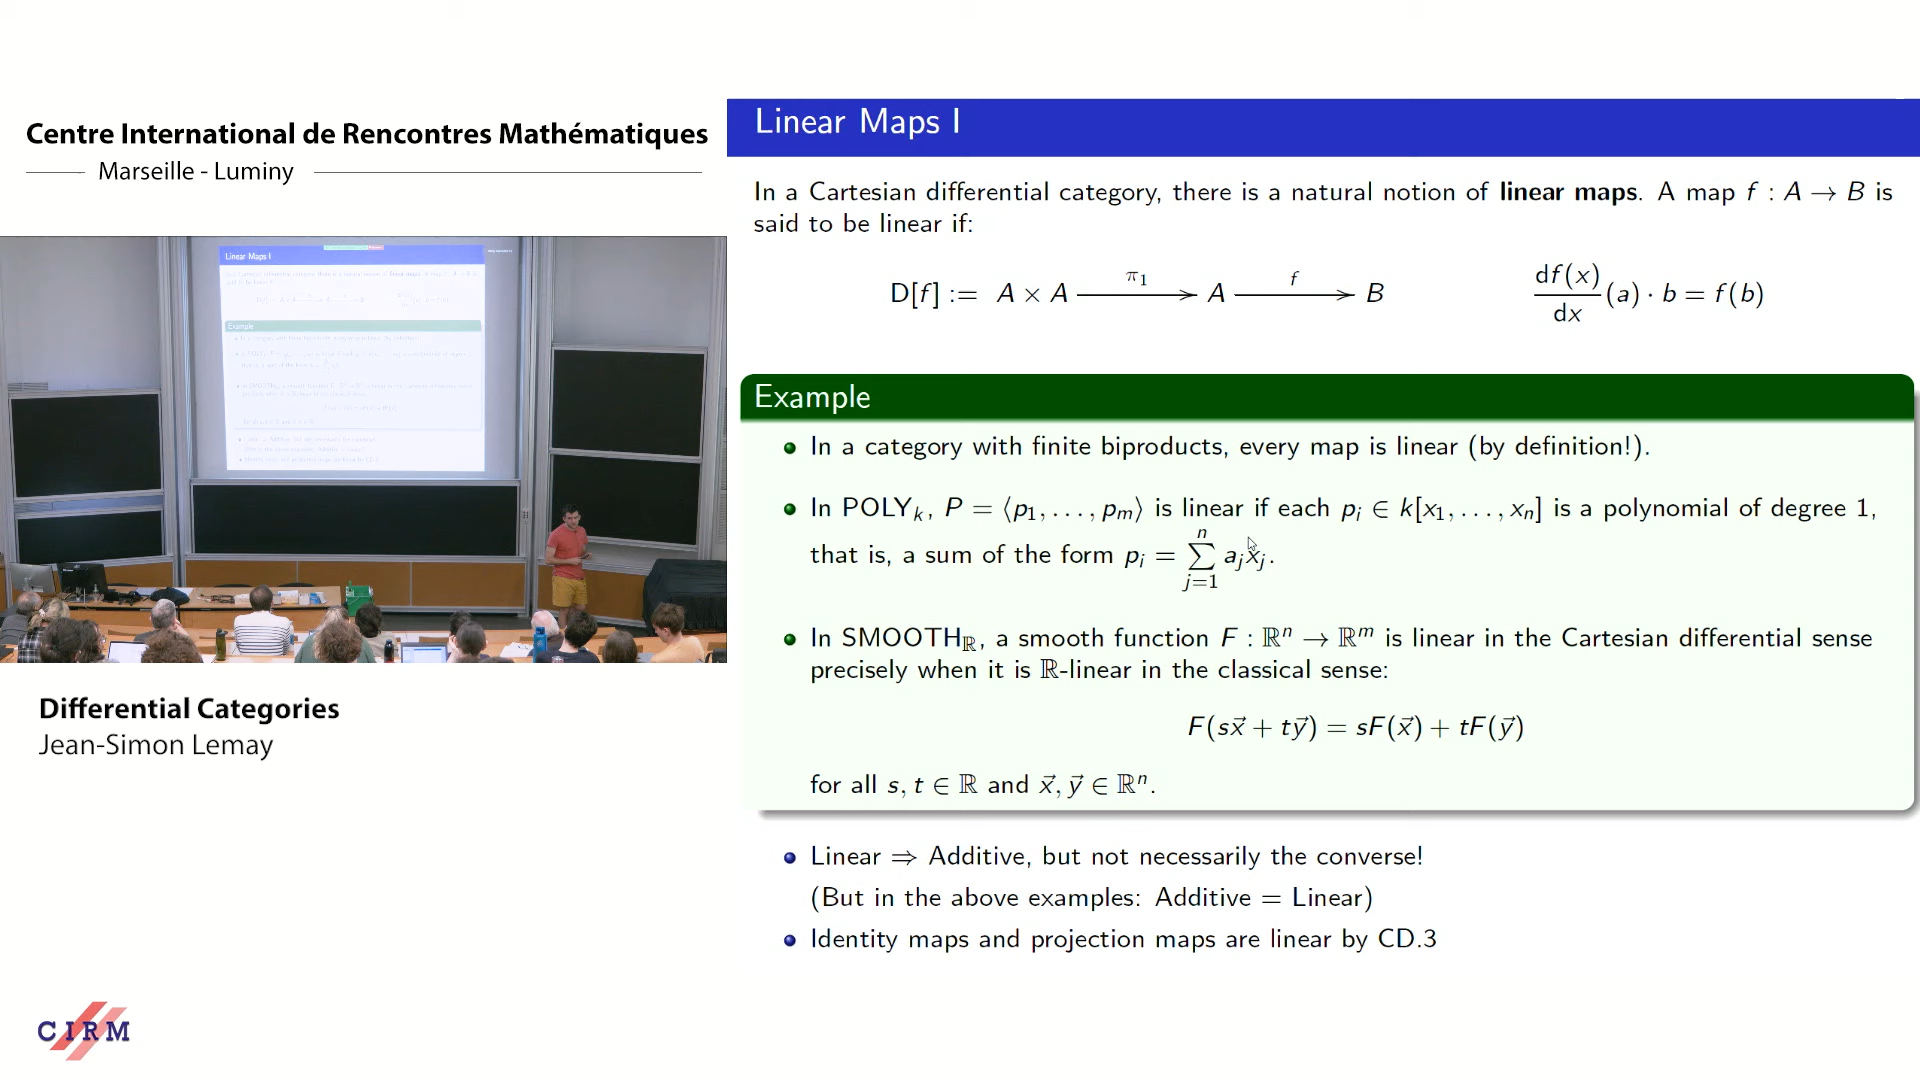 Centre International de Rencontres Mathématiques
Marseille - Luminy
Linear Maps I
In a Cartesian differential category, there is a natural notion of linear maps. A map f : A → B is
said to be linear if:
D[f] := A × A —π₁→ A —f→ B    df(x)/dx (a) · b = f(b)
Example
In a category with finite biproducts, every map is linear (by definition!).
In POLYₖ, P = ⟨p₁, . . . , pₘ⟩ is linear if each pᵢ ∈ k[x₁, . . . , xₙ] is a polynomial of degree 1,
that is, a sum of the form pᵢ = ∑ⁿⱼ₌₁ aⱼxⱼ.
In SMOOTH_ℝ, a smooth function F : ℝⁿ → ℝᵐ is linear in the Cartesian differential sense
precisely when it is ℝ-linear in the classical sense:
F(sx⃗ + ty⃗) = sF(x⃗) + tF(y⃗)
for all s, t ∈ ℝ and x⃗, y⃗ ∈ ℝⁿ.
Linear ⇒ Additive, but not necessarily the converse!
(But in the above examples: Additive = Linear)
Identity maps and projection maps are linear by CD.3
Linear Maps I
Example
Differential Categories
Jean-Simon Lemay
CIRM